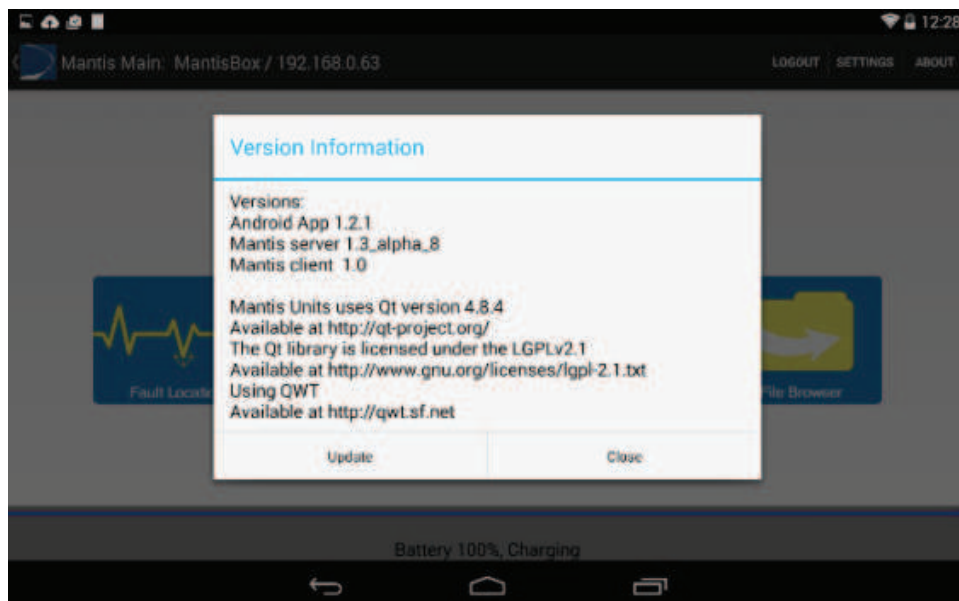 12:28
Mantis Main: MantisBox / 192.168.0.63
LOGOUT SETTINGS ABOUT
Version Information
Versions:
Android App 1.2.1
Mantis server 1.3_alpha_8
Mantis client 1.0
Mantis Units uses Qt version 4.8.4
Available at http://qt-project.org/
The Qt library is licensed under the LGPLv2.1
Available at http://www.gnu.org/licenses/lgpl-2.1.txt
Using QWT
Available at http://qwt.sf.net
Fault Locato
File Browser
Update Close
Battery 100%, Charging